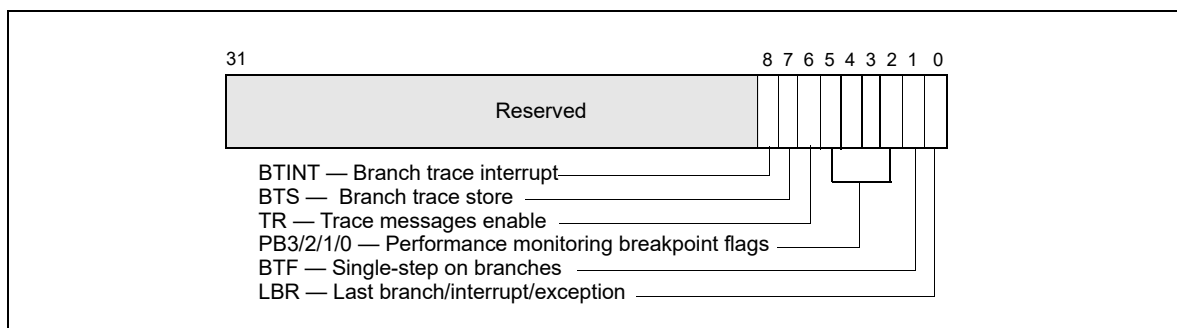 31 8 7 6 5 4 3 2 1 0
Reserved
BTINT — Branch trace interrupt
BTS — Branch trace store
TR — Trace messages enable
PB3/2/1/0 — Performance monitoring breakpoint flags
BTF — Single-step on branches
LBR — Last branch/interrupt/exception